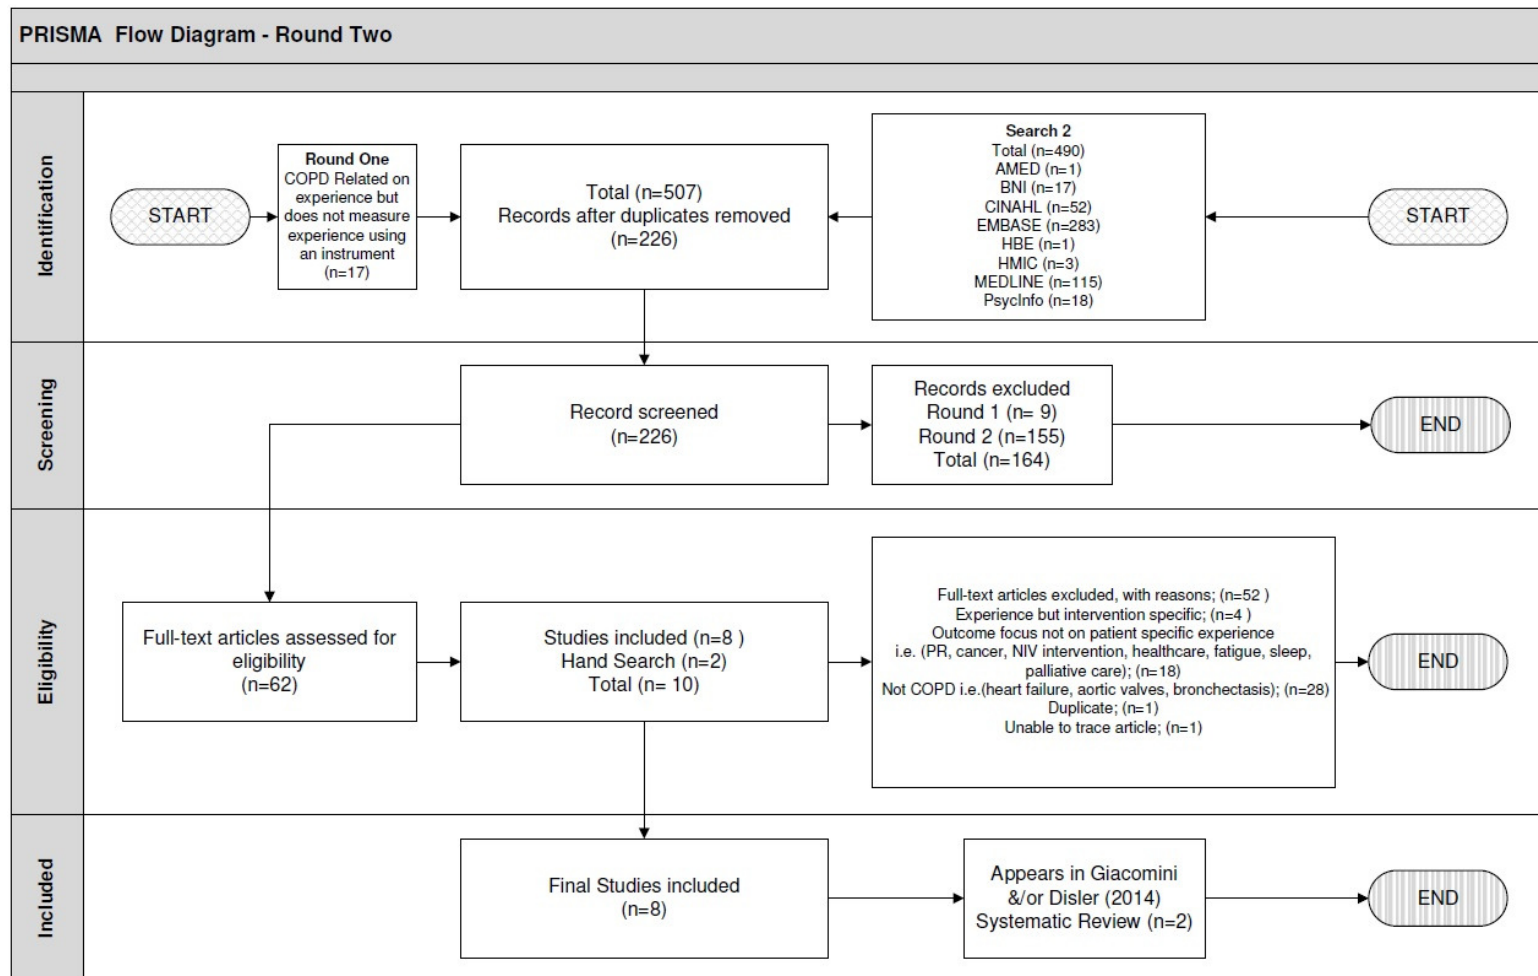 PRISMA Flow Diagram - Round Two
Identification
START
Round One
COPD Related on
experience but
does not measure
experience using
an instrument
(n=17)
Total (n=507)
Records after duplicates removed
(n=226)
Search 2
Total (n=490)
AMED (n=1)
BNI (n=17)
CINAHL (n=52)
EMBASE (n=283)
HBE (n=1)
HMIC (n=3)
MEDLINE (n=115)
PsycInfo (n=18)
START
Screening
Record screened
(n=226)
Records excluded
Round 1 (n= 9)
Round 2 (n=155)
Total (n=164)
END
Eligibility
Full-text articles assessed for
eligibility
(n=62)
Studies included (n=8 )
Hand Search (n=2)
Total (n= 10)
Full-text articles excluded, with reasons; (n=52 )
Experience but intervention specific; (n=4 )
Outcome focus not on patient specific experience
i.e. (PR, cancer, NIV intervention, healthcare, fatigue, sleep,
palliative care); (n=18)
Not COPD i.e.(heart failure, aortic valves, bronchectasis); (n=28)
Duplicate; (n=1)
Unable to trace article; (n=1)
END
Included
Final Studies included
(n=8)
Appears in Giacomini
&/or Disler (2014)
Systematic Review (n=2)
END